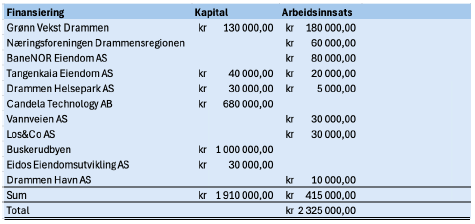 Finansiering Kapital Arbeidsinnsats
Grønn Vekst Drammen kr 130 000,00 kr 180 000,00
Næringsforeningen Drammensregionen kr 60 000,00
BaneNOR Eiendom AS kr 80 000,00
Tangenkaia Eiendom AS kr 40 000,00 kr 20 000,00
Drammen Helsepark AS kr 30 000,00 kr 5 000,00
Candela Technology AB kr 680 000,00
Vannveien AS kr 30 000,00
Los&Co AS kr 30 000,00
Buskerudbyen kr 1 000 000,00
Eidos Eiendomsutvikling AS kr 30 000,00
Drammen Havn AS kr 10 000,00
Sum kr 1 910 000,00 kr 415 000,00
Total kr 2 325 000,00